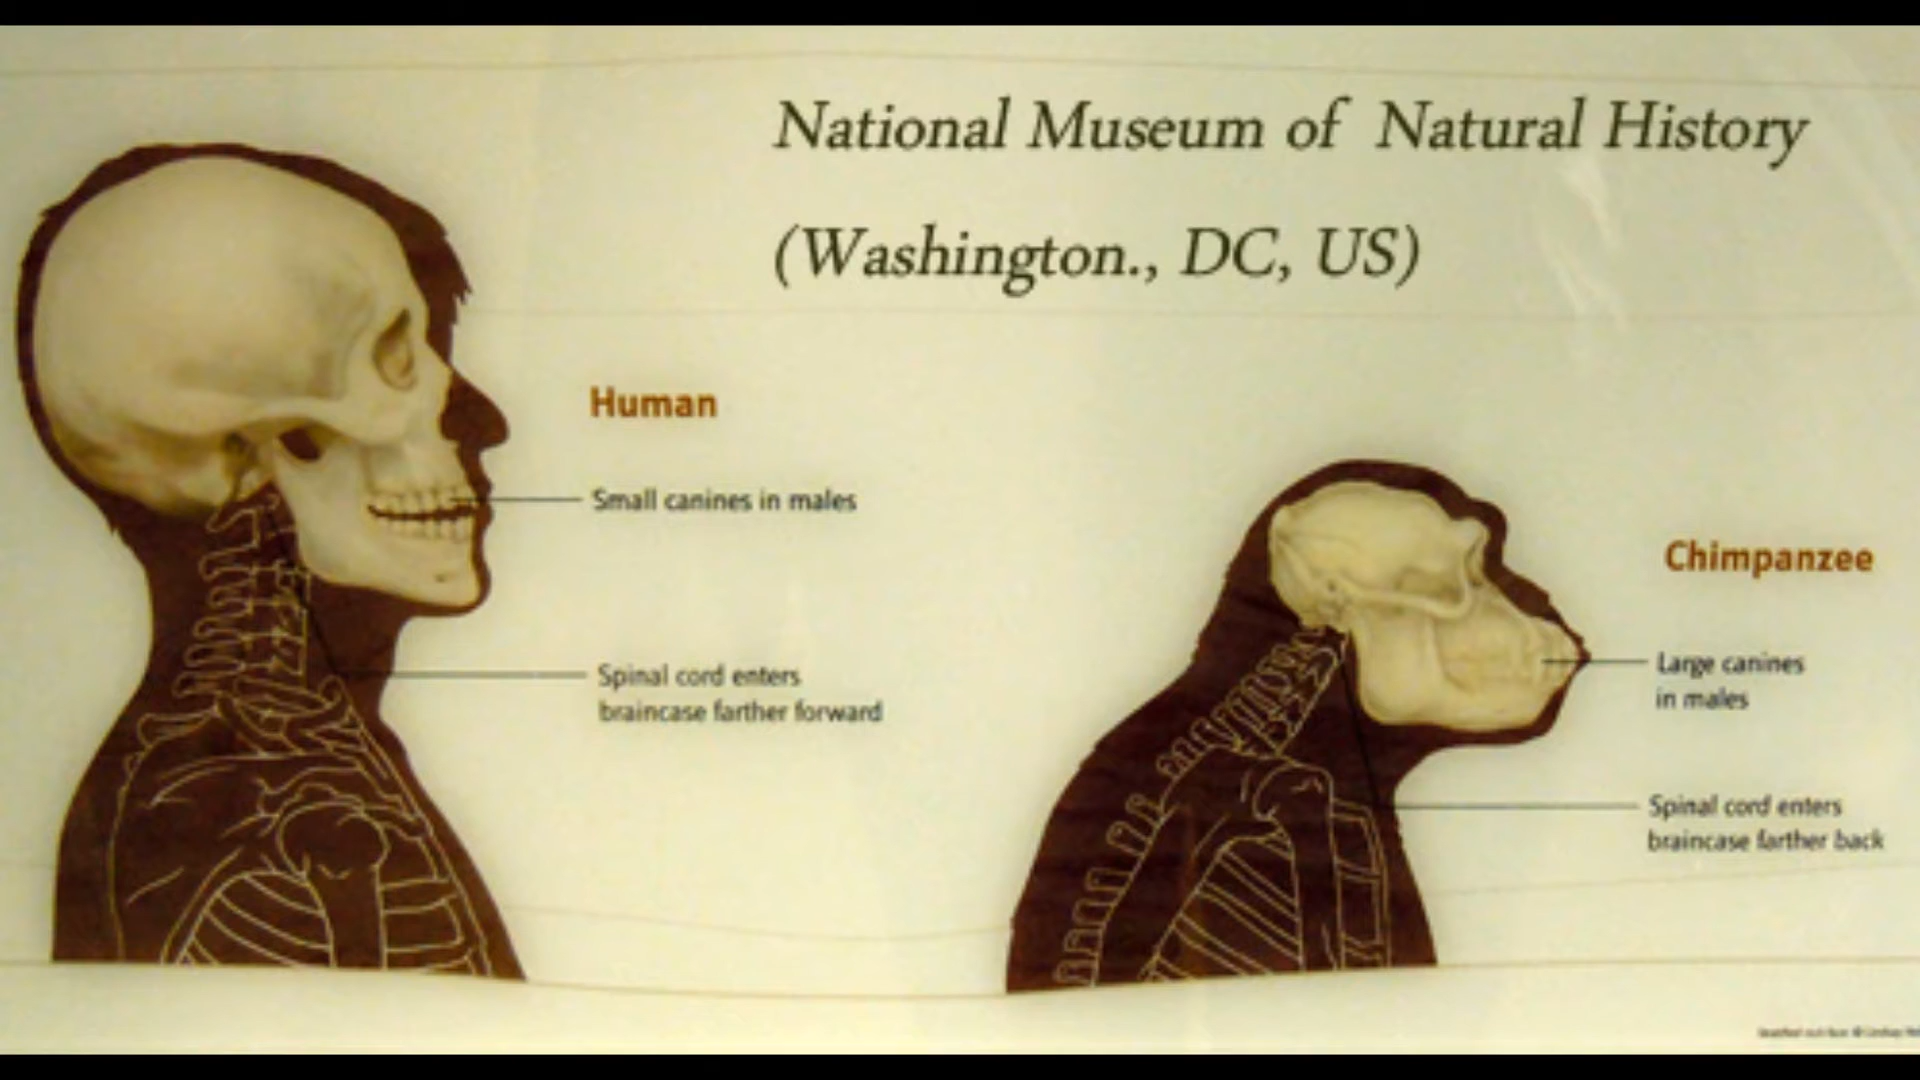 National Museum of Natural History
(Washington., DC, US)
Human
Small canines in males
Spinal cord enters
braincase farther forward
Chimpanzee
Large canines
in males
Spinal cord enters
braincase farther back